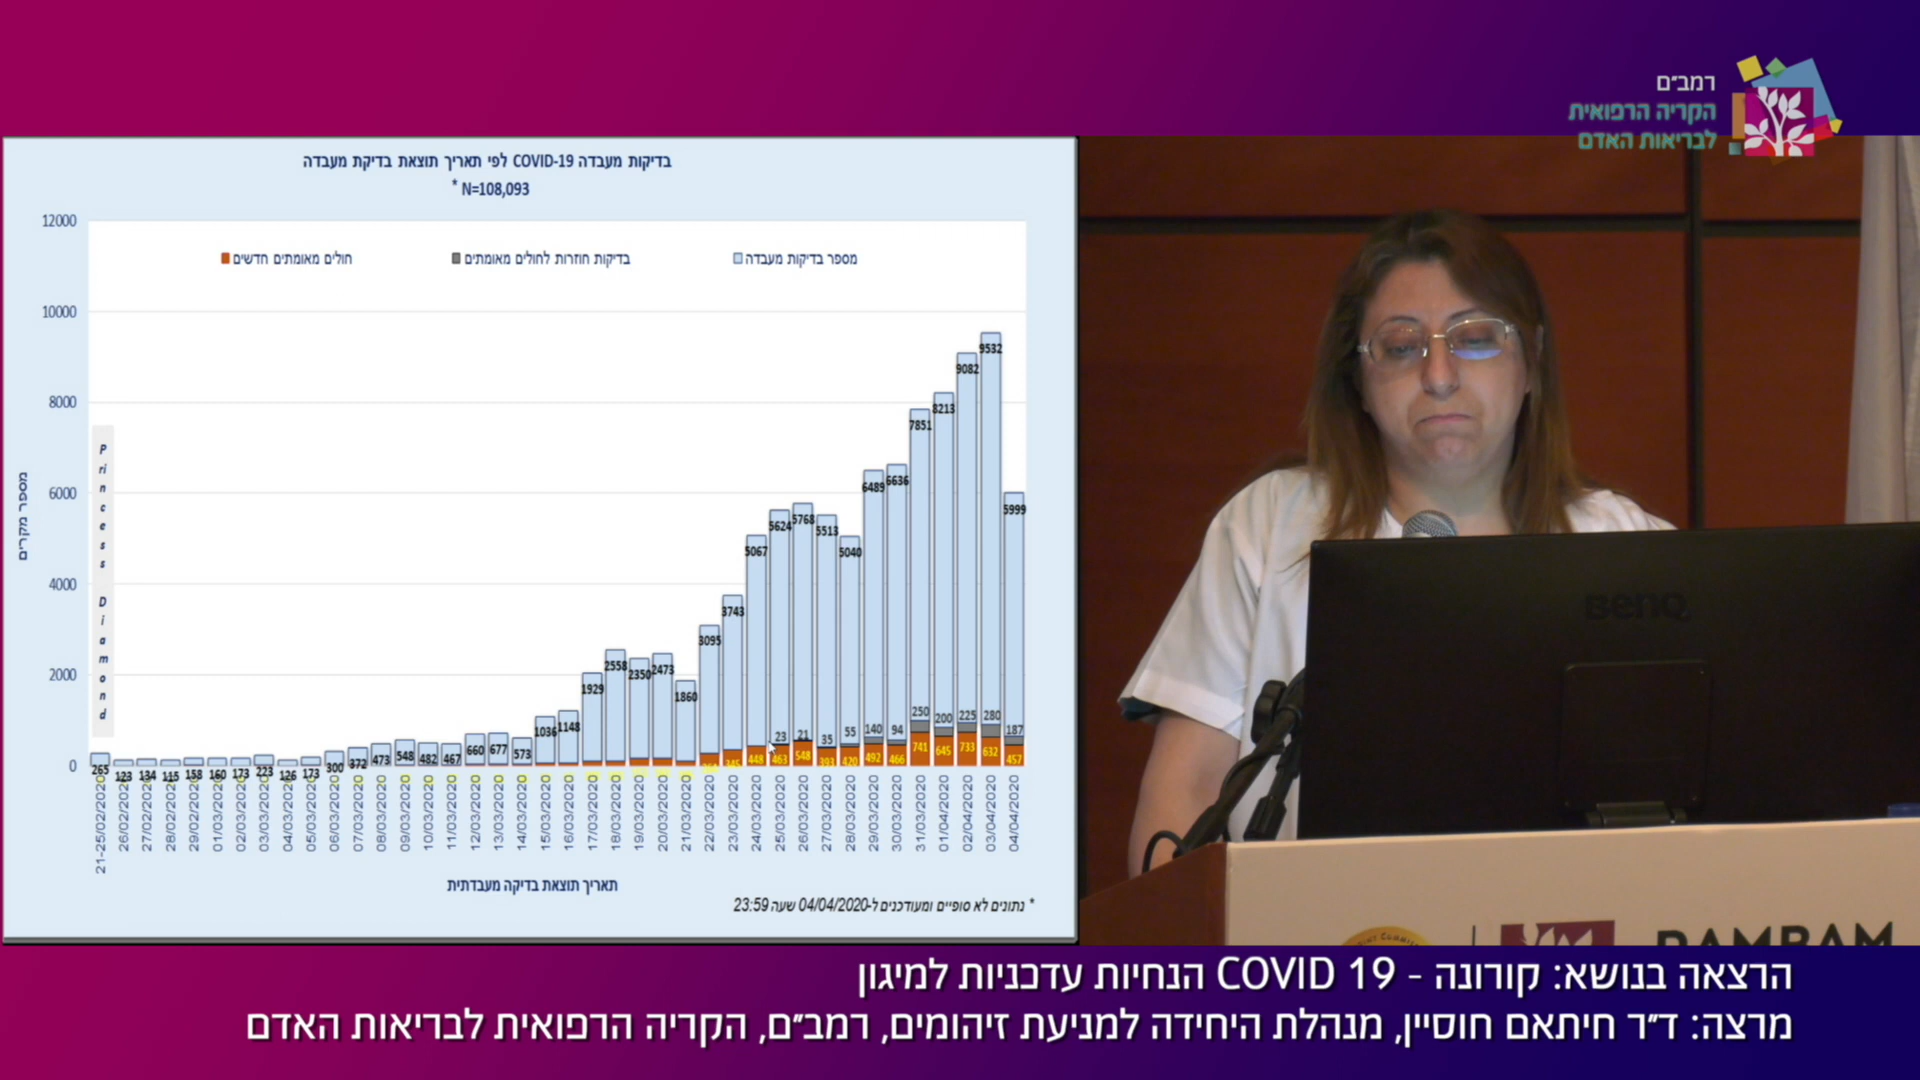 רמב״ם
הקריה הרפואית
לבריאות האדם
בדיקות מעבדה COVID-19 לפי תאריך תוצאת בדיקת מעבדה
* N=108,093
מספר בדיקות מעבדה
בדיקות חוזרות לחולים מאומתים
חולים מאומתים חדשים
12000
10000
8000
6000
4000
2000
0
מספר מקרים
Princess Diamond
265 123 134 115 158 160 173 223 126 173 300 372 473 548 482 467 660 677 573 1036 1148 1929 2558 2350 2473 1860 3095 3743 5067 5624 5768 5513 5040 6489 6636 7851 8213 9082 9532 5999
23 21 35 55 140 94 250 200 225 280 187
345 448 463 548 393 420 492 466 741 645 733 632 457
21-25/02/2020 26/02/2020 27/02/2020 28/02/2020 29/02/2020 01/03/2020 02/03/2020 03/03/2020 04/03/2020 05/03/2020 06/03/2020 07/03/2020 08/03/2020 09/03/2020 10/03/2020 11/03/2020 12/03/2020 13/03/2020 14/03/2020 15/03/2020 16/03/2020 17/03/2020 18/03/2020 19/03/2020 20/03/2020 21/03/2020 22/03/2020 23/03/2020 24/03/2020 25/03/2020 26/03/2020 27/03/2020 28/03/2020 29/03/2020 30/03/2020 31/03/2020 01/04/2020 02/04/2020 03/04/2020 04/04/2020
תאריך תוצאת בדיקה מעבדתית
* נתונים לא סופיים ומעודכנים ל-04/04/2020 שעה 23:59
BenQ
RAMBAM
הרצאה בנושא: קורונה - COVID 19 הנחיות עדכניות למיגון
מרצה: ד״ר חיתאם חוסיין, מנהלת היחידה למניעת זיהומים, רמב״ם, הקריה הרפואית לבריאות האדם